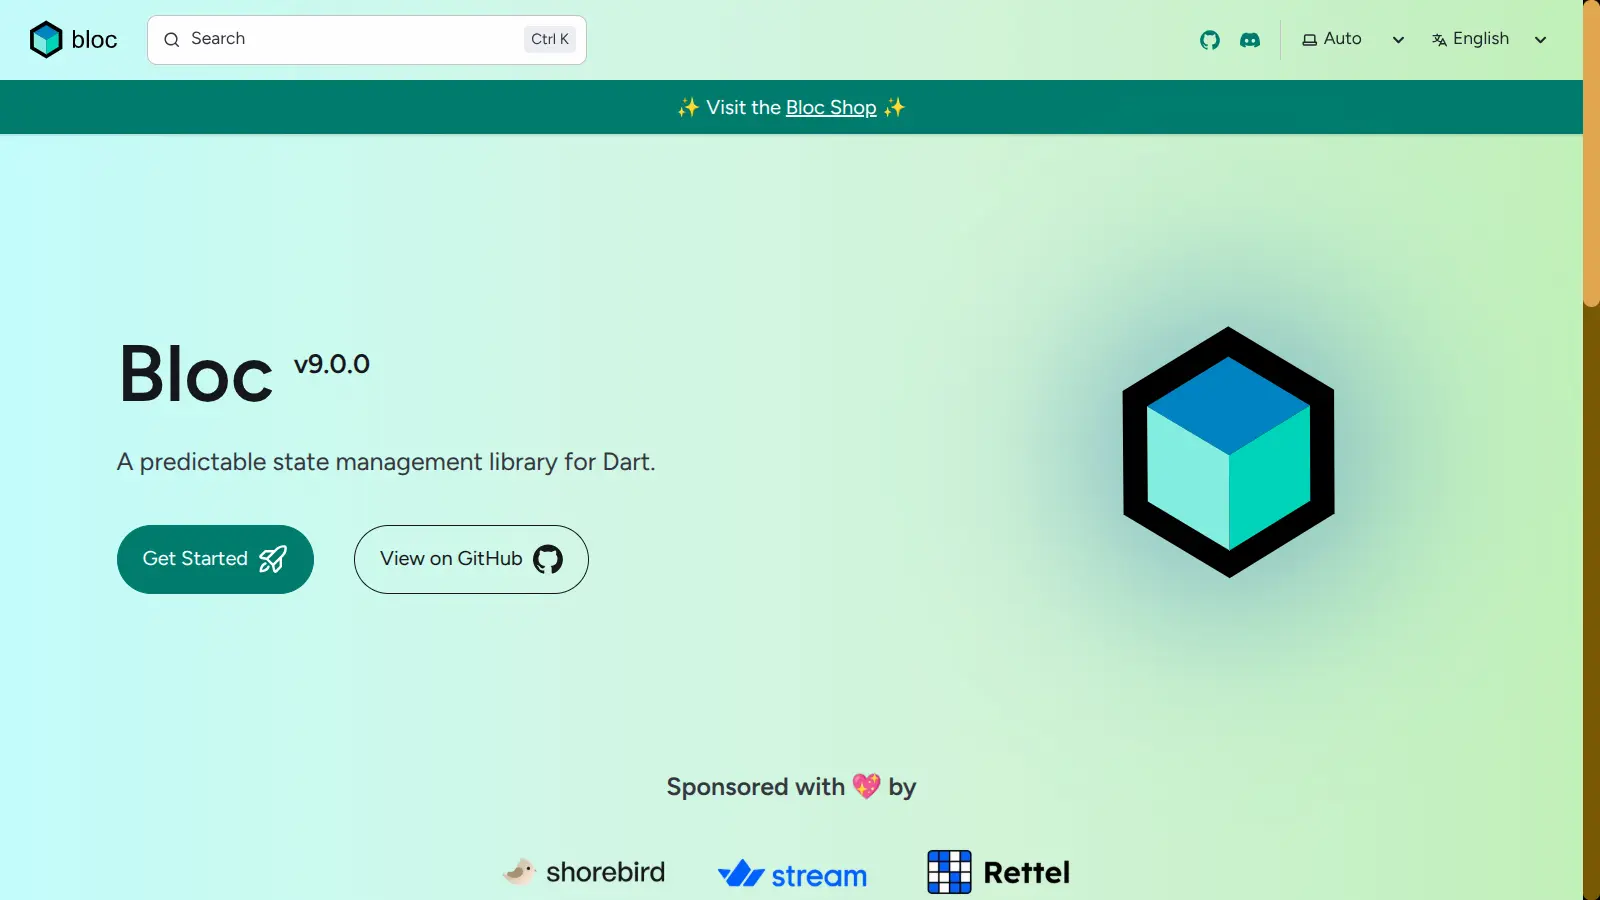 bloc
Search
Ctrl K
Auto
English
✨ Visit the Bloc Shop ✨
Bloc v9.0.0
A predictable state management library for Dart.
Get Started
View on GitHub
Sponsored with 💖 by
shorebird
stream
Rettel